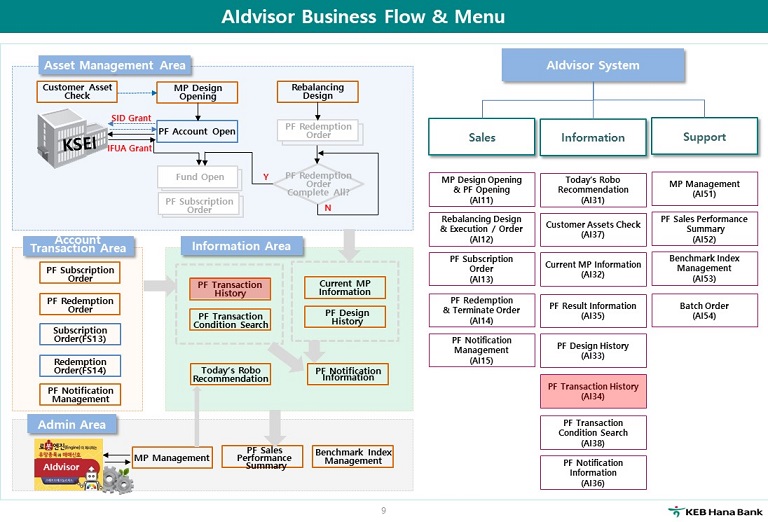 AIdvisor Business Flow & Menu
Asset Management Area
Customer Asset
Check
MP Design
Opening
Rebalancing
Design
SID Grant
KSEI
PF Account Open
PF Redemption
Order
IFUA Grant
Fund Open
Y
PF Redemption
Order
Complete All?
PF Subscription
Order
N
Account
Transaction Area
PF Subscription
Order
PF Redemption
Order
Subscription
Order(FS13)
Redemption
Order(FS14)
PF Notification
Management
Information Area
PF Transaction
History
Current MP
Information
PF Transaction
Condition Search
PF Design
History
Today's Robo
Recommendation
PF Notification
Information
Admin Area
AIdvisor
MP Management
PF Sales
Performance
Summary
Benchmark Index
Management
AIdvisor System
Sales
MP Design Opening
& PF Opening
(AI11)
Rebalancing Design
& Execution / Order
(AI12)
PF Subscription
Order
(AI13)
PF Redemption
& Terminate Order
(AI14)
PF Notification
Management
(AI15)
Information
Today's Robo
Recommendation
(AI31)
Customer Assets Check
(AI37)
Current MP Information
(AI32)
PF Result Information
(AI35)
PF Design History
(AI33)
PF Transaction History
(AI34)
PF Transaction
Condition Search
(AI38)
PF Notification
Information
(AI36)
Support
MP Management
(AI51)
PF Sales Performance
Summary
(AI52)
Benchmark Index
Management
(AI53)
Batch Order
(AI54)
9
KEB Hana Bank